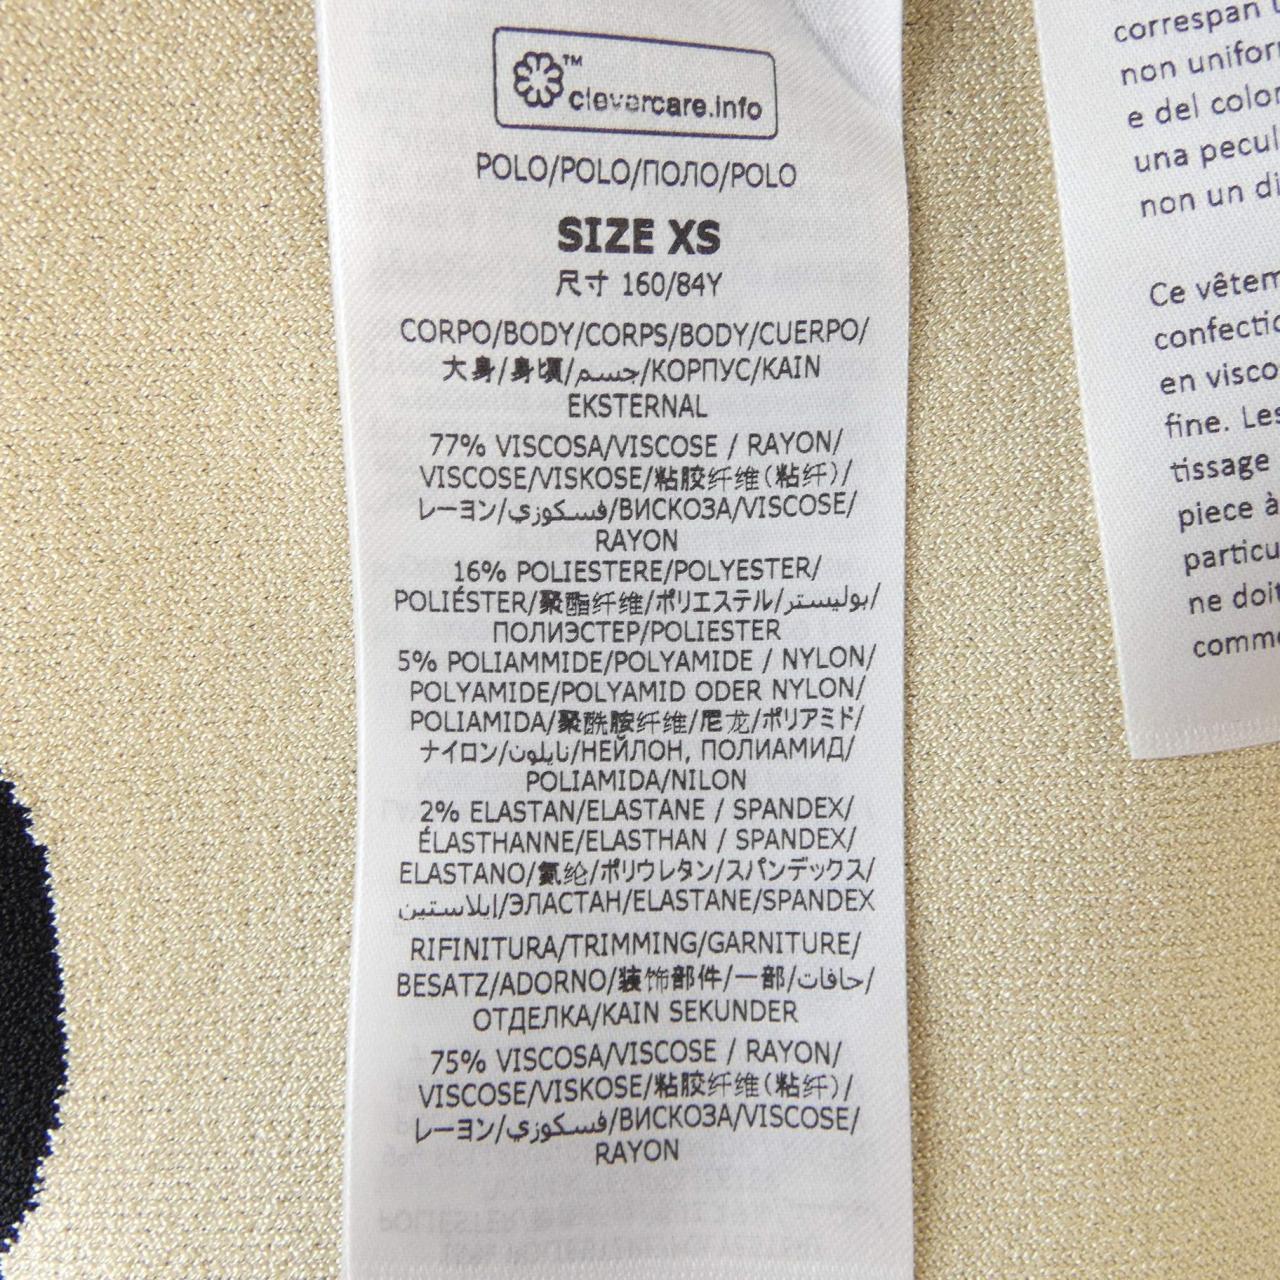 ™
clevercare.info
POLO/POLO/ПОЛО/POLO
SIZE XS
尺寸 160/84Y
CORPO/BODY/CORPS/BODY/CUERPO/
大身/身頃/جسم/КОРПУС/KAIN
EKSTERNAL
77% VISCOSA/VISCOSE / RAYON/
VISCOSE/VISKOSE/粘胶纤维(粘纤)/
レーヨン/فسكوزي/ВИСКОЗА/VISCOSE/
RAYON
16% POLIESTERE/POLYESTER/
POLIÉSTER/聚酯纤维/ポリエステル/بوليستر/
ПОЛИЭСТЕР/POLIESTER
5% POLIAMMIDE/POLYAMIDE / NYLON/
POLYAMIDE/POLYAMID ODER NYLON/
POLIAMIDA/聚酰胺纤维/尼龙/ポリアミド/
ナイロン/نايلون/НЕЙЛОН, ПОЛИАМИД/
POLIAMIDA/NILON
2% ELASTAN/ELASTANE / SPANDEX/
ÉLASTHANNE/ELASTHAN / SPANDEX/
ELASTANO/氨纶/ポリウレタン/スパンデックス/
إيلاستين/ЭЛАСТАН/ELASTANE/SPANDEX
RIFINITURA/TRIMMING/GARNITURE/
BESATZ/ADORNO/装饰部件/一部/حافات/
ОТДЕЛКА/KAIN SEKUNDER
75% VISCOSA/VISCOSE / RAYON/
VISCOSE/VISKOSE/粘胶纤维(粘纤)/
レーヨン/فسكوزي/ВИСКОЗА/VISCOSE/
RAYON
correspan
non unifor
e del color
una pecul
non un di
Ce vêtem
confectio
en visco
fine. Les
tissage
piece à
particu
ne doit
comme